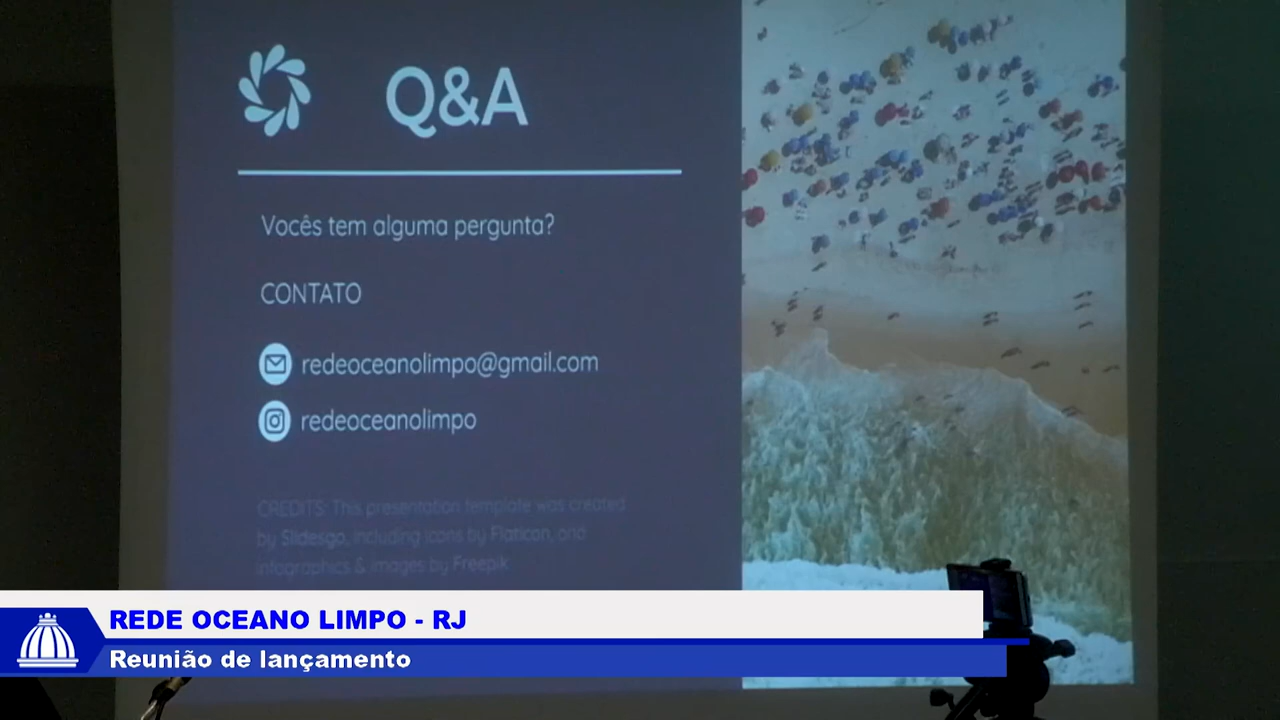 Q&A
Vocês tem alguma pergunta?
CONTATO
redeoceanolimpo@gmail.com
redeoceanolimpo
CREDITS: This presentation template was created
by Slidesgo, including icons by Flaticon, and
infographics & images by Freepik
REDE OCEANO LIMPO - RJ
Reunião de lançamento